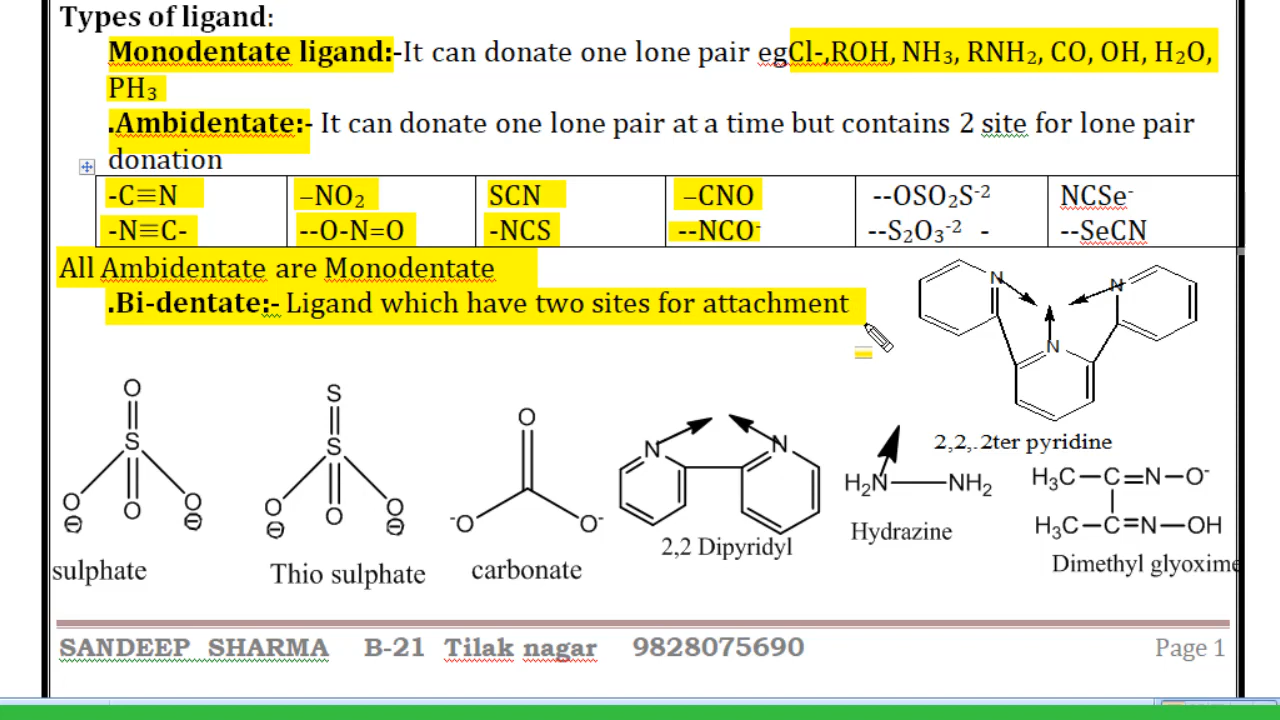 Types of ligand:
Monodentate ligand:-It can donate one lone pair egCl-,ROH, NH₃, RNH₂, CO, OH, H₂O,
PH₃
.Ambidentate:- It can donate one lone pair at a time but contains 2 site for lone pair
donation
-C≡N –NO₂ SCN –CNO --OSO₂S⁻² NCSe⁻
-N≡C- --O-N=O -NCS --NCO⁻ --S₂O₃⁻² - --SeCN
All Ambidentate are Monodentate
.Bi-dentate:- Ligand which have two sites for attachment
N N
N
2,2,.2ter pyridine
O S O
S S
O O O O O O ⁻O O⁻
⊖ ⊖ ⊖ ⊖
N N
H₂N NH₂
H₃C–C=N–O⁻
H₃C–C=N–OH
sulphate Thio sulphate carbonate 2,2 Dipyridyl Hydrazine Dimethyl glyoxime
SANDEEP SHARMA B-21 Tilak nagar 9828075690 Page 1